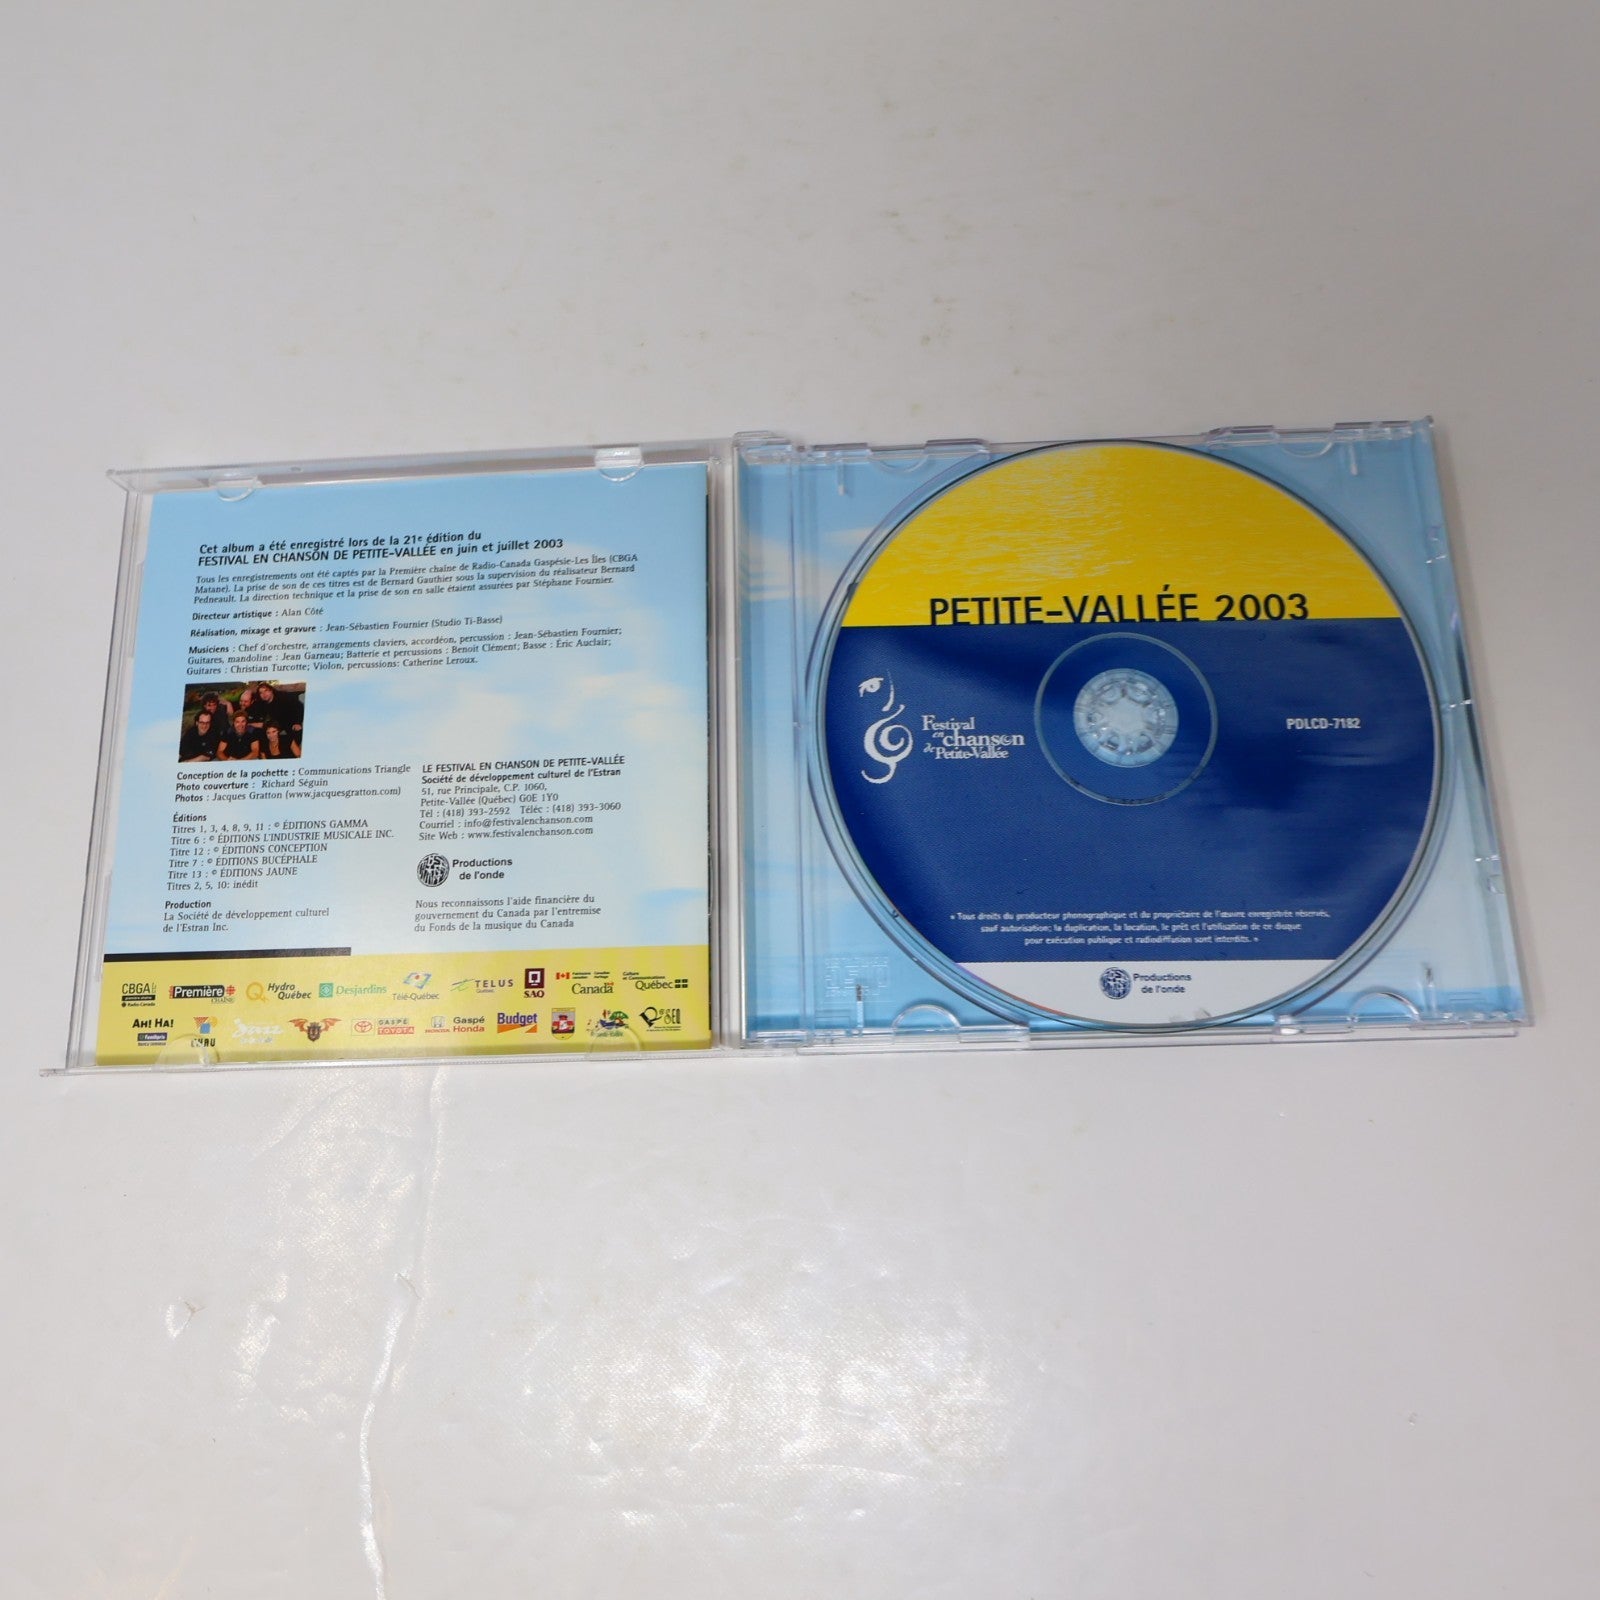 Cet album a été enregistré lors de la 21e édition du
FESTIVAL EN CHANSON DE PETITE-VALLÉE en juin et juillet 2003
Tous les enregistrements ont été captés par la Première chaîne de Radio-Canada Gaspésie-Les Îles (CBGA
Matane). La prise de son de ces titres est de Bernard Gauthier sous la supervision du réalisateur Bernard
Pedneault. La direction technique et la prise de son en salle étaient assurées par Stéphane Fournier.
Directeur artistique : Alan Côté
Réalisation, mixage et gravure : Jean-Sébastien Fournier (Studio Ti-Basse)
Musiciens : Chef d'orchestre, arrangements claviers, accordéon, percussion : Jean-Sébastien Fournier;
Guitares, mandoline : Jean Garneau; Batterie et percussions : Benoit Clément; Basse : Éric Auclair;
Guitares : Christian Turcotte; Violon, percussions: Catherine Leroux.
Conception de la pochette : Communications Triangle
Photo couverture : Richard Séguin
Photos : Jacques Gratton (www.jacquesgratton.com)
Éditions
Titres 1, 3, 4, 8, 9, 11 : © ÉDITIONS GAMMA
Titre 6 : © ÉDITIONS L'INDUSTRIE MUSICALE INC.
Titre 12 : © ÉDITIONS CONCEPTION
Titre 7 : © ÉDITIONS BUCÉPHALE
Titre 13 : © ÉDITIONS JAUNE
Titres 2, 5, 10: inédit
Production
La Société de développement culturel
de l'Estran Inc.
LE FESTIVAL EN CHANSON DE PETITE-VALLÉE
Société de développement culturel de l'Estran
51, rue Principale, C.P. 1060,
Petite-Vallée (Québec) G0E 1Y0
Tél : (418) 393-2592 Téléc : (418) 393-3060
Courriel : info@festivalenchanson.com
Site Web : www.festivalenchanson.com
Productions
de l'onde
Nous reconnaissons l'aide financière du
gouvernement du Canada par l'entremise
du Fonds de la musique du Canada
CBGA
Première
CHAÎNE
Hydro
Québec
Desjardins
Télé-Québec
TELUS
Québec
SAQ
Canada
Culture et Communications
Québec
AH! HA!
Familiprix
Jazz
GASPÉ
TOYOTA
HONDA
Gaspé
Honda
Budget
PETITE-VALLÉE 2003
Festival
en chanson
de Petite-Vallée
PDLCD-7182
« Tous droits du producteur phonographique et du propriétaire de l'œuvre enregistrée réservés,
sauf autorisation; la duplication, la location, le prêt et l'utilisation de ce disque
pour exécution publique et radiodiffusion sont interdits. »
Productions
de l'onde